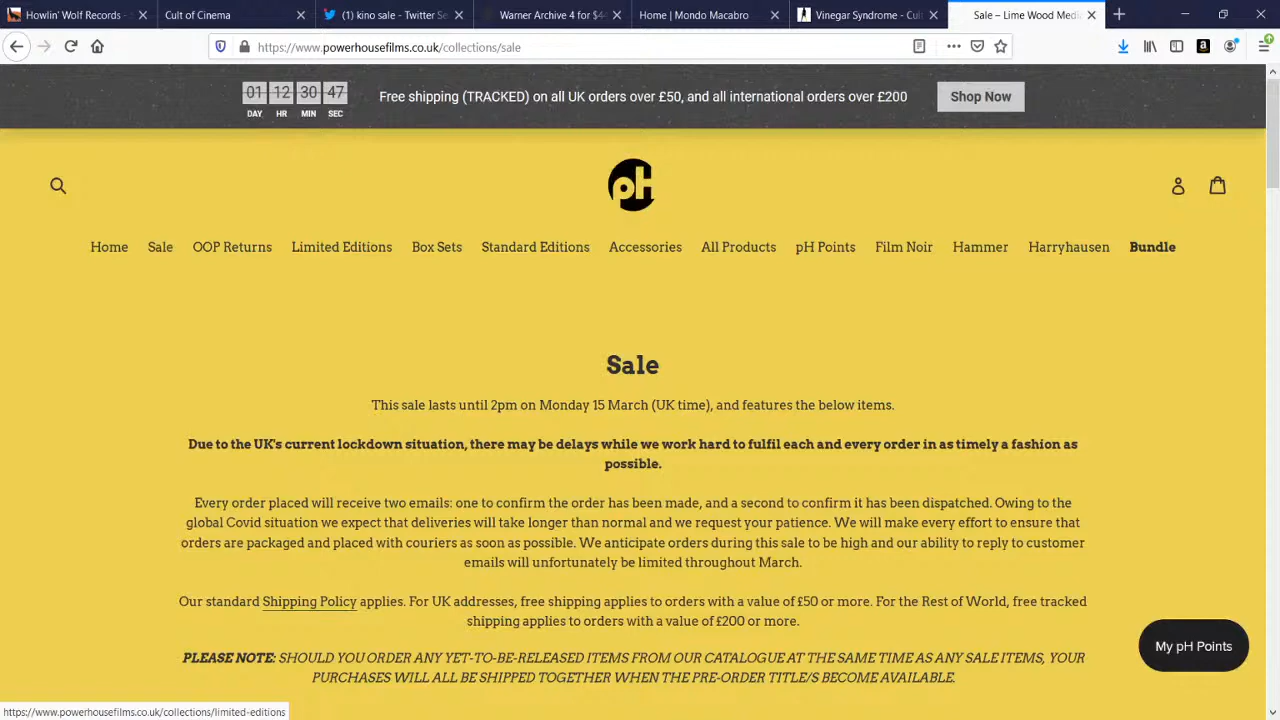 Howlin' Wolf Records -
Cult of Cinema
(1) kino sale - Twitter Se
Warner Archive 4 for $44
Home | Mondo Macabro
Vinegar Syndrome - Cult
Sale – Lime Wood Media
https://www.powerhousefilms.co.uk/collections/sale
01 12 30 47
DAY HR MIN SEC
Free shipping (TRACKED) on all UK orders over £50, and all international orders over £200
Shop Now
pH
Home Sale OOP Returns Limited Editions Box Sets Standard Editions Accessories All Products pH Points Film Noir Hammer Harryhausen Bundle
Sale
This sale lasts until 2pm on Monday 15 March (UK time), and features the below items.
Due to the UK's current lockdown situation, there may be delays while we work hard to fulfil each and every order in as timely a fashion as
possible.
Every order placed will receive two emails: one to confirm the order has been made, and a second to confirm it has been dispatched. Owing to the
global Covid situation we expect that deliveries will take longer than normal and we request your patience. We will make every effort to ensure that
orders are packaged and placed with couriers as soon as possible. We anticipate orders during this sale to be high and our ability to reply to customer
emails will unfortunately be limited throughout March.
Our standard Shipping Policy applies. For UK addresses, free shipping applies to orders with a value of £50 or more. For the Rest of World, free tracked
shipping applies to orders with a value of £200 or more.
PLEASE NOTE: SHOULD YOU ORDER ANY YET-TO-BE-RELEASED ITEMS FROM OUR CATALOGUE AT THE SAME TIME AS ANY SALE ITEMS, YOUR
PURCHASES WILL ALL BE SHIPPED TOGETHER WHEN THE PRE-ORDER TITLE/S BECOME AVAILABLE.
My pH Points
https://www.powerhousefilms.co.uk/collections/limited-editions